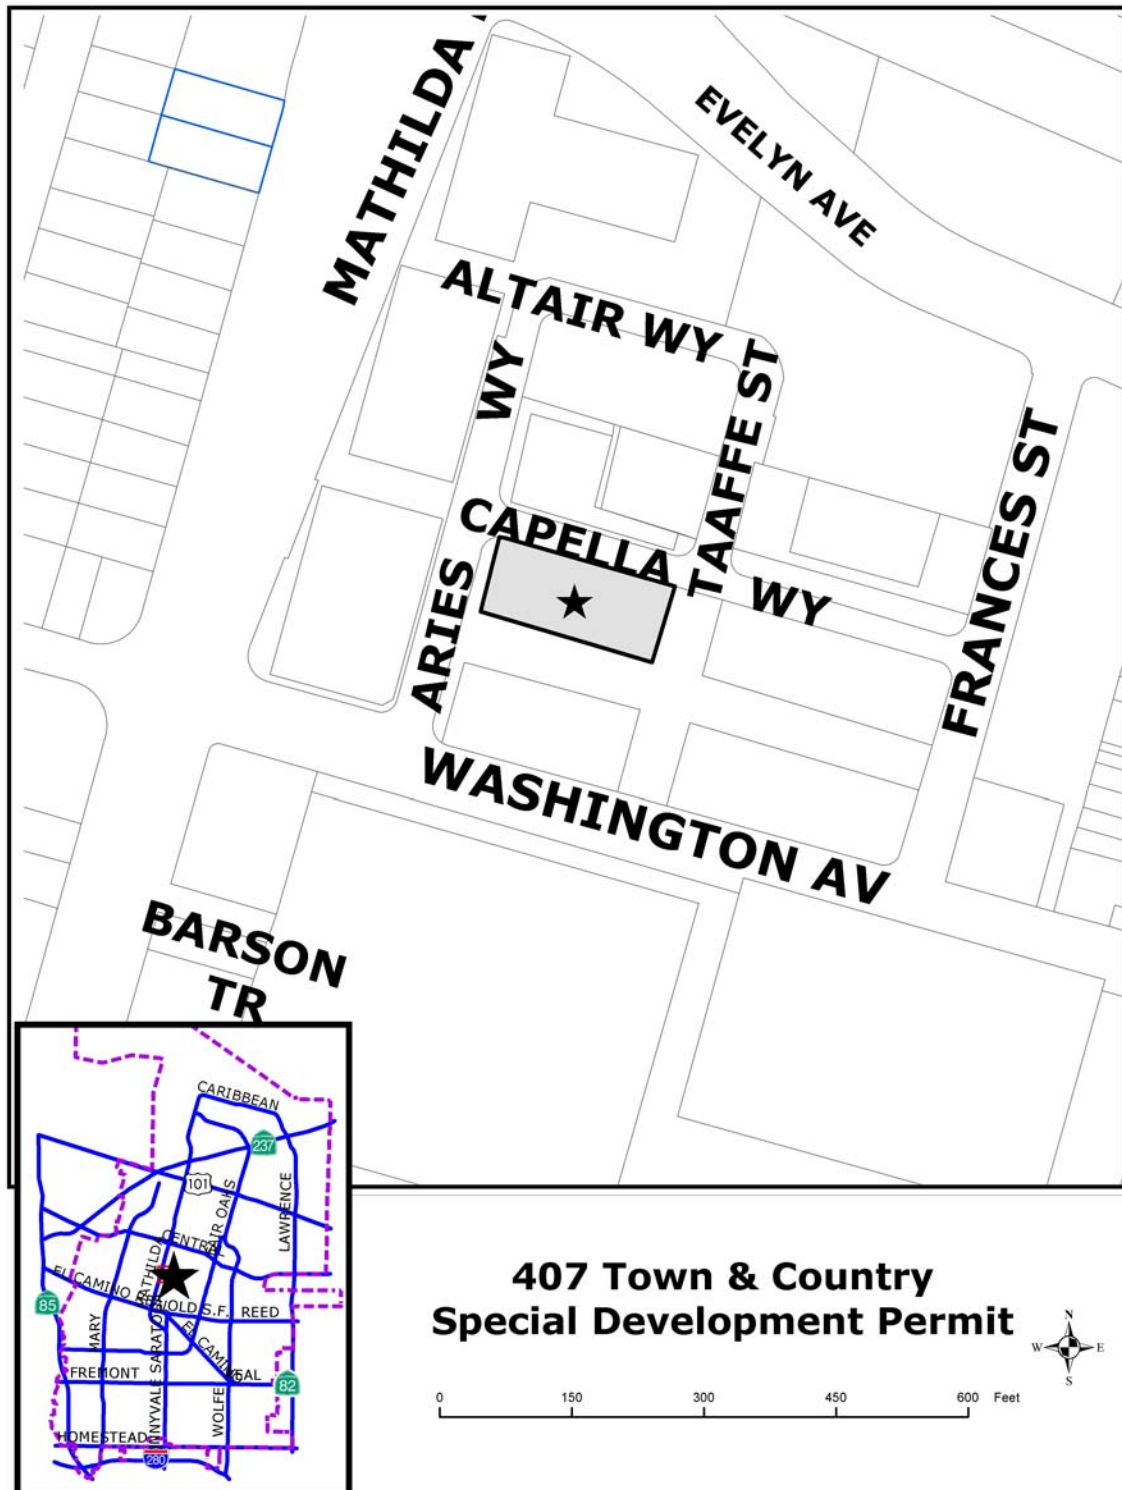 MATHILDA
EVELYN AVE
ALTAIR WY
WY
TAAFFE ST
FRANCES ST
CAPELLA
WY
ARIES
WASHINGTON AV
BARSON
TR
CARIBBEAN
237
101
FAIR OAKS
LAWRENCE
CENTRAL
MATHILDA
EL CAMINO
OLD S.F.
REED
85
MARY
SUNNYVALE SARATOGA
EL CAMINO
REAL
FREMONT
82
WOLFE
HOMESTEAD
280
407 Town & Country
Special Development Permit
N
W E
S
0 150 300 450 600 Feet